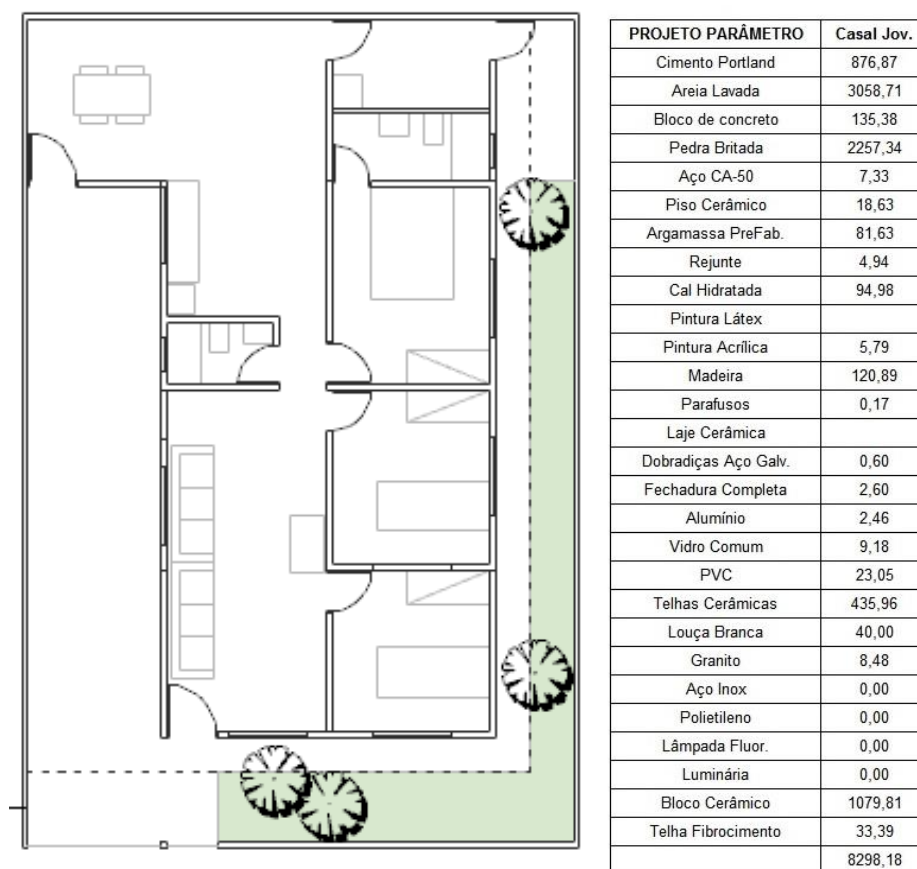 PROJETO PARÂMETRO Casal Jov.
Cimento Portland 876,87
Areia Lavada 3058,71
Bloco de concreto 135,38
Pedra Britada 2257,34
Aço CA-50 7,33
Piso Cerâmico 18,63
Argamassa PreFab. 81,63
Rejunte 4,94
Cal Hidratada 94,98
Pintura Látex
Pintura Acrílica 5,79
Madeira 120,89
Parafusos 0,17
Laje Cerâmica
Dobradiças Aço Galv. 0,60
Fechadura Completa 2,60
Alumínio 2,46
Vidro Comum 9,18
PVC 23,05
Telhas Cerâmicas 435,96
Louça Branca 40,00
Granito 8,48
Aço Inox 0,00
Polietileno 0,00
Lâmpada Fluor. 0,00
Luminária 0,00
Bloco Cerâmico 1079,81
Telha Fibrocimento 33,39
8298,18